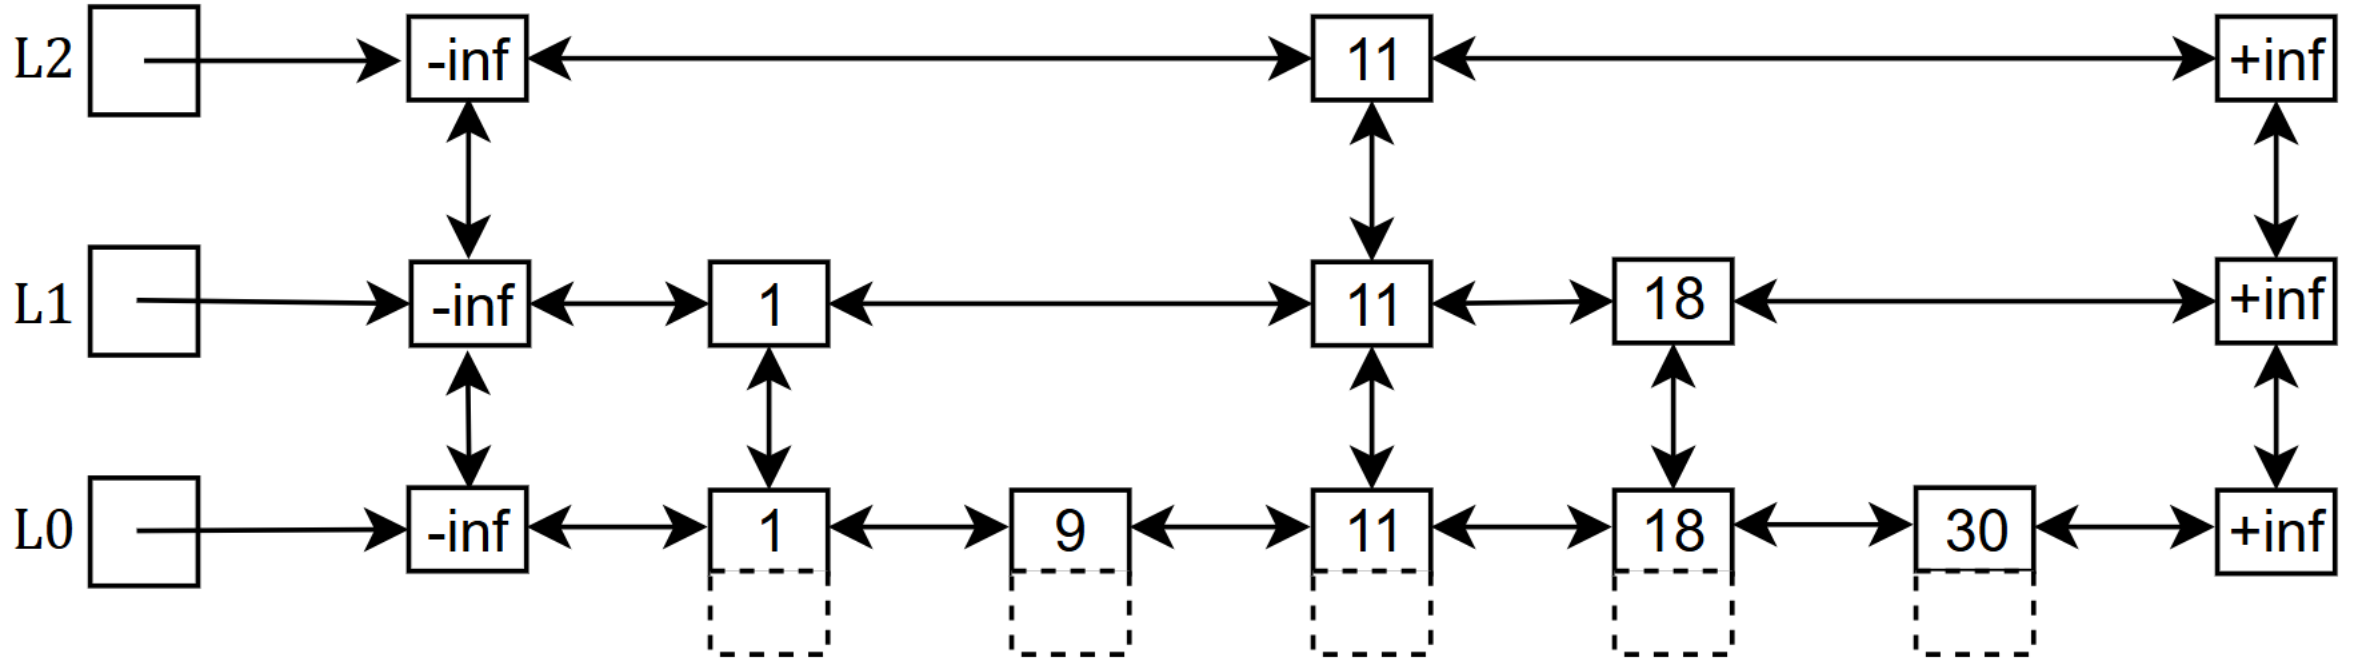 L2 -inf 11 +inf
L1 -inf 1 11 18 +inf
L0 -inf 1 9 11 18 30 +inf